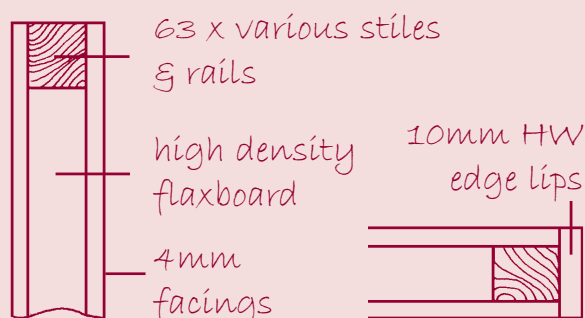 63 x various stiles
& rails
high density
flaxboard
4mm
facings
10mm HW
edge lips